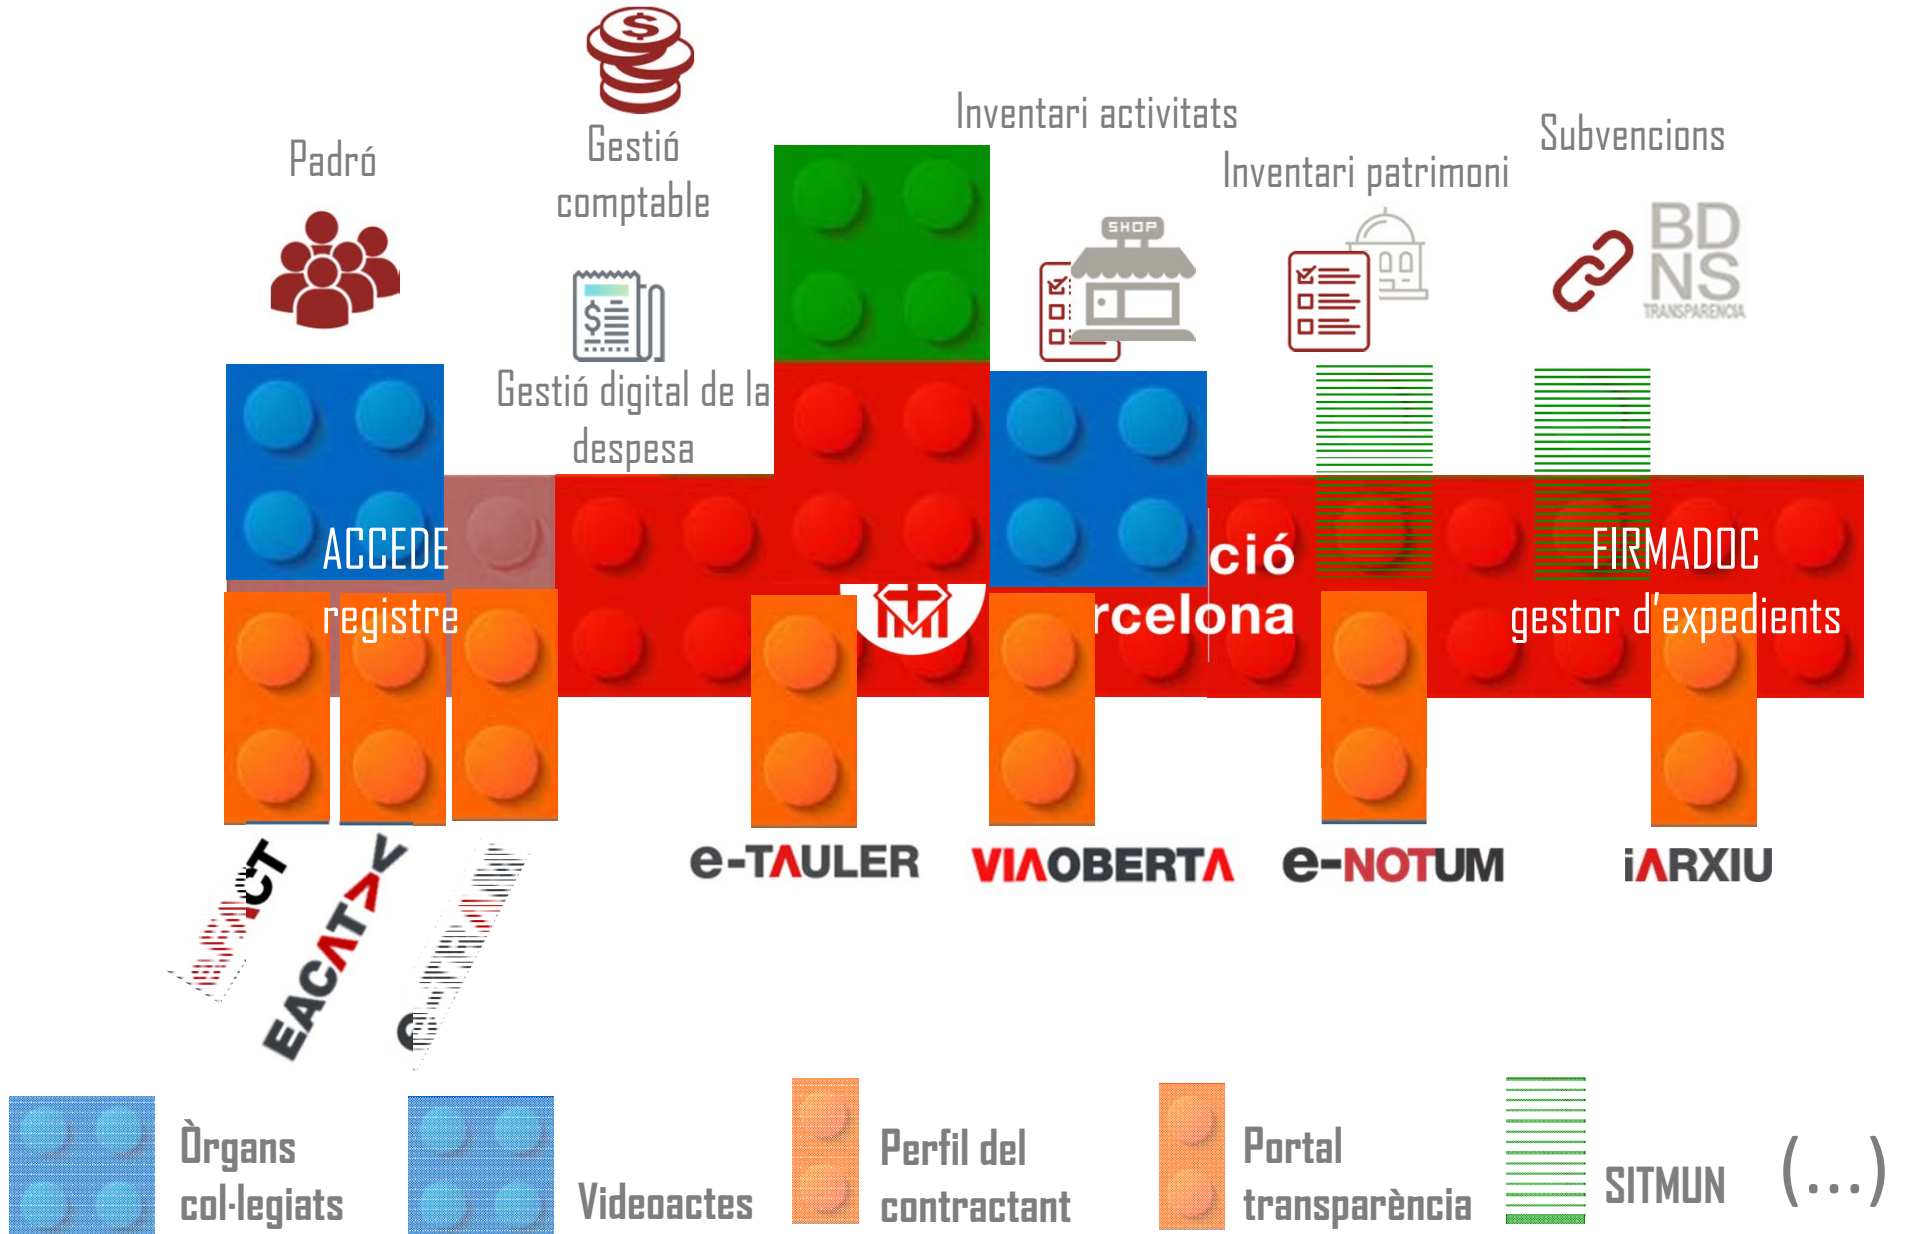 Padró
Gestió
comptable
Inventari activitats
Subvencions
Inventari patrimoni
SHOP
BD
NS
TRANSPARENCIA
Gestió digital de la
despesa
ACCEDE
registre
ció
rcelona
FIRMADOC
gestor d'expedients
e-TAULER
VIAOBERTA
e-NOTUM
iARXIU
EACAT
Òrgans
col·legiats
Videoactes
Perfil del
contractant
Portal
transparència
SITMUN
(...)